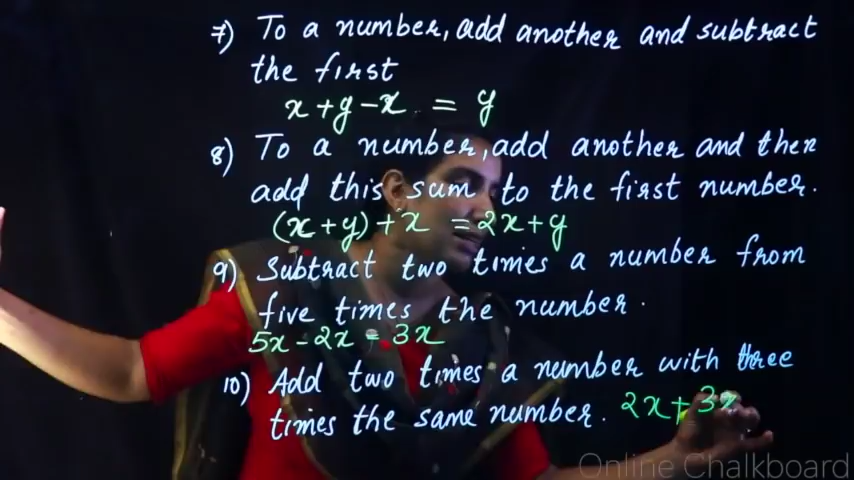 7) To a number, add another and subtract
the first
x + y - x = y
8) To a number, add another and then
add this sum to the first number.
(x + y) + x = 2x + y
9) Subtract two times a number from
five times the number.
5x - 2x = 3x
10) Add two times a number with three
times the same number. 2x + 3x
Online Chalkboard